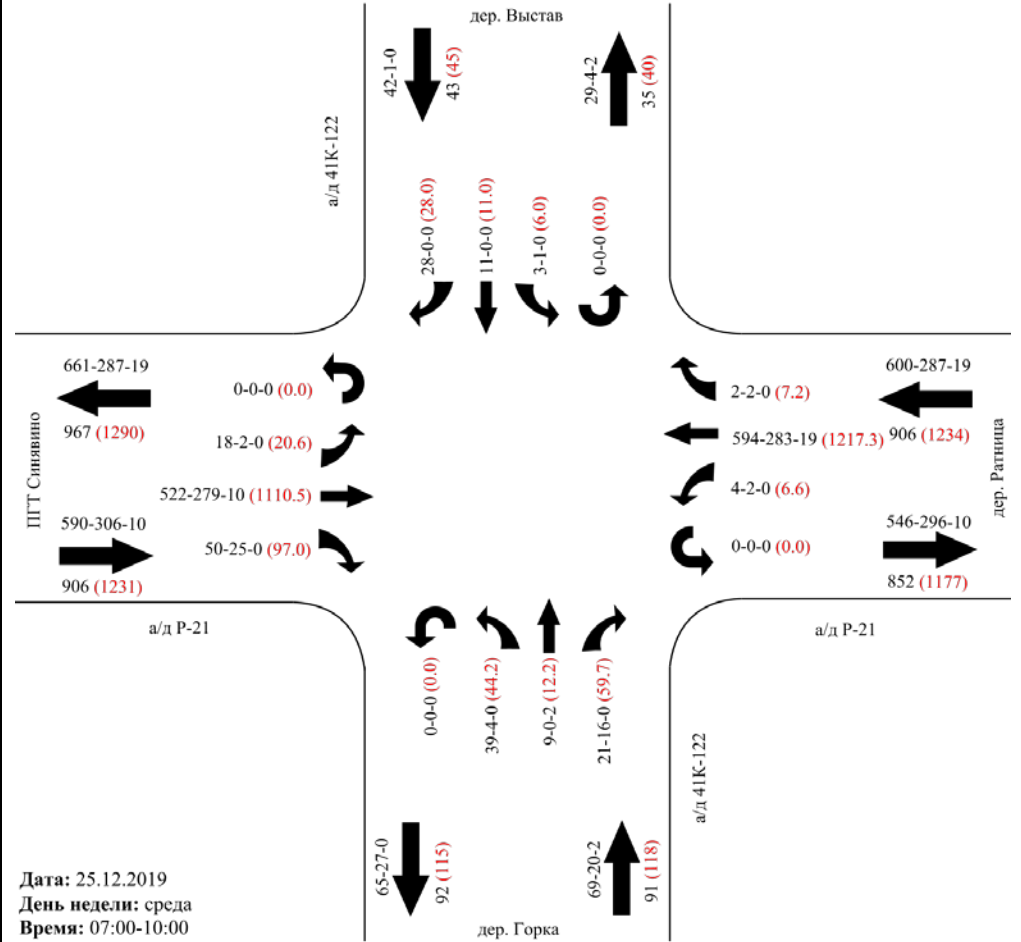 дер. Выстав
42-1-0
43 (45)
29-4-2
35 (40)
а/д 41К-122
28-0-0 (28.0)
11-0-0 (11.0)
3-1-0 (6.0)
0-0-0 (0.0)
661-287-19
967 (1290)
ПГТ Синявино
590-306-10
906 (1231)
а/д Р-21
0-0-0 (0.0)
18-2-0 (20.6)
522-279-10 (1110.5)
50-25-0 (97.0)
2-2-0 (7.2)
594-283-19 (1217.3)
4-2-0 (6.6)
0-0-0 (0.0)
600-287-19
906 (1234)
дер. Ратница
546-296-10
852 (1177)
а/д Р-21
0-0-0 (0.0)
39-4-0 (44.2)
9-0-2 (12.2)
21-16-0 (59.7)
а/д 41К-122
65-27-0
92 (115)
69-20-2
91 (118)
дер. Горка
Дата: 25.12.2019
День недели: среда
Время: 07:00-10:00